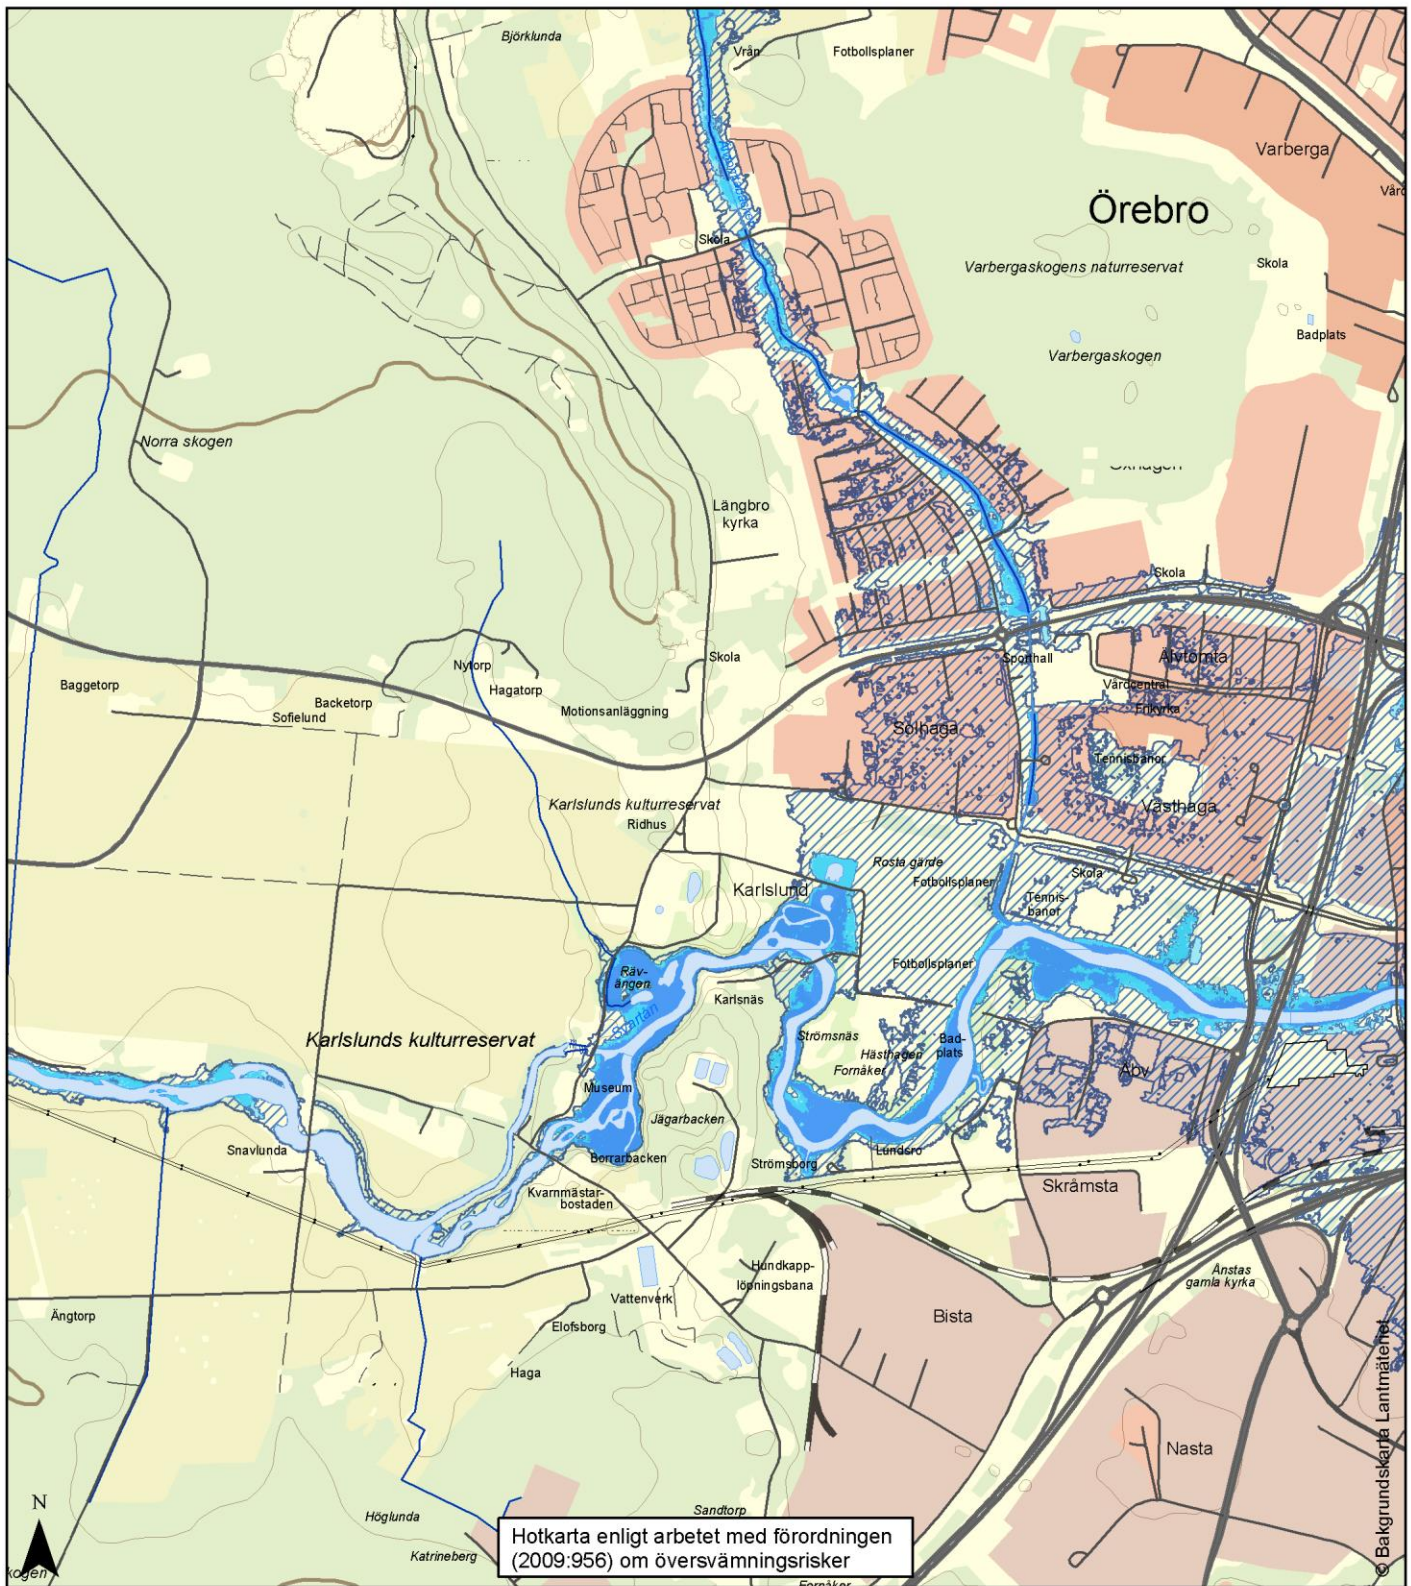 Björklunda
Vrån
Fotbollsplaner
Varberga
Örebro
Skola
Varbergaskogens naturreservat
Skola
Badplats
Varbergaskogen
Norra skogen
Längbro
kyrka
Skola
Sporthall
Älvtomta
Skola
Nytorp
Hagatorp
Baggetorp
Backetorp
Sofielund
Motionsanläggning
Vårdcentral
Frikyrka
Solhaga
Tennisbanor
Västhaga
Karlslunds kulturreservat
Ridhus
Rosta gärde
Fotbollsplaner
Skola
Karlslund
Tennis-
banor
Fotbollsplaner
Räv-
ängen
Karlsnäs
Svartån
Karlslunds kulturreservat
Strömsnäs
Bad-
plats
Hästhagen
Fornåker
Åby
Museum
Jägarbacken
Snavlunda
Borrarbacken
Strömsborg
Lundsro
Kvarnmästar-
bostaden
Skråmsta
Hundkapp-
löpningsbana
Ånstas
gamla kyrka
Vattenverk
Ängtorp
Elofsborg
Bista
Haga
Nasta
N
Höglunda
Sandtorp
Katrineberg
Hotkarta enligt arbetet med förordningen
(2009:956) om översvämningsrisker
Fornåker
© Bakgrundskarta Lantmäteriet